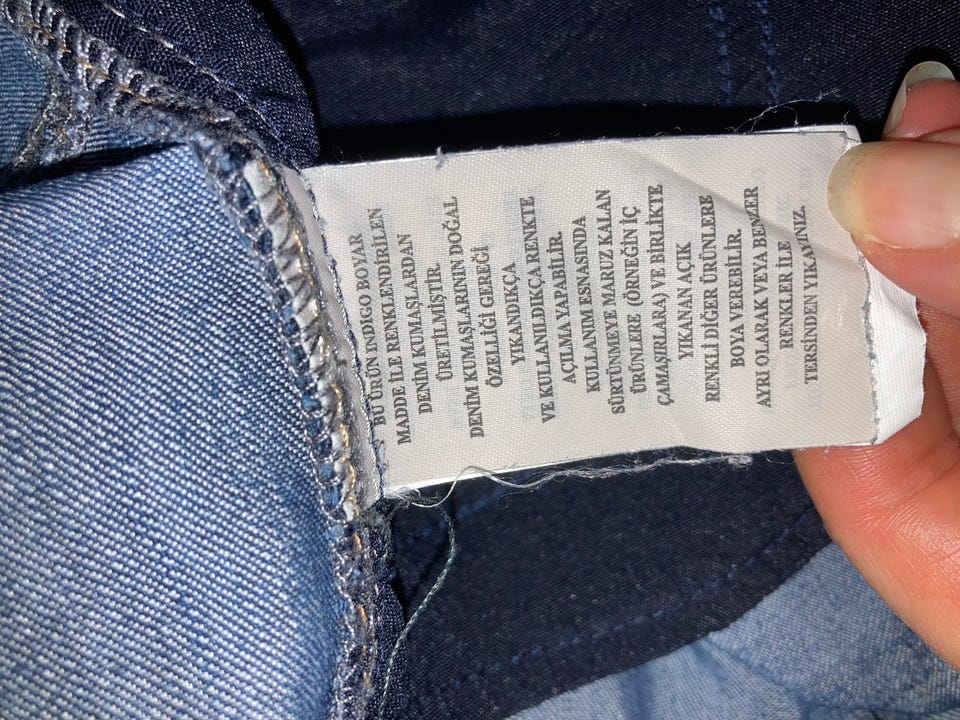 BU ÜRÜN INDIGO BOYAR
MADDE İLE RENKLENDİRİLEN
DENİM KUMAŞLARDAN
ÜRETİLMİŞTİR.
DENİM KUMAŞLARININ DOĞAL
ÖZELLİĞİ GEREĞİ
YIKANDIKÇA
VE KULLANILDIKÇA RENKTE
AÇILMA YAPABİLİR.
KULLANIM ESNASINDA
SÜRTÜNMEYE MARUZ KALAN
ÜRÜNLERE (ÖRNEĞİN İÇ
ÇAMAŞIRLARA) VE BİRLİKTE
YIKANAN AÇIK
RENKLİ DİĞER ÜRÜNLERE
BOYA VEREBİLİR.
AYRI OLARAK VEYA BENZER
RENKLER İLE
TERSİNDEN YIKAYINIZ.